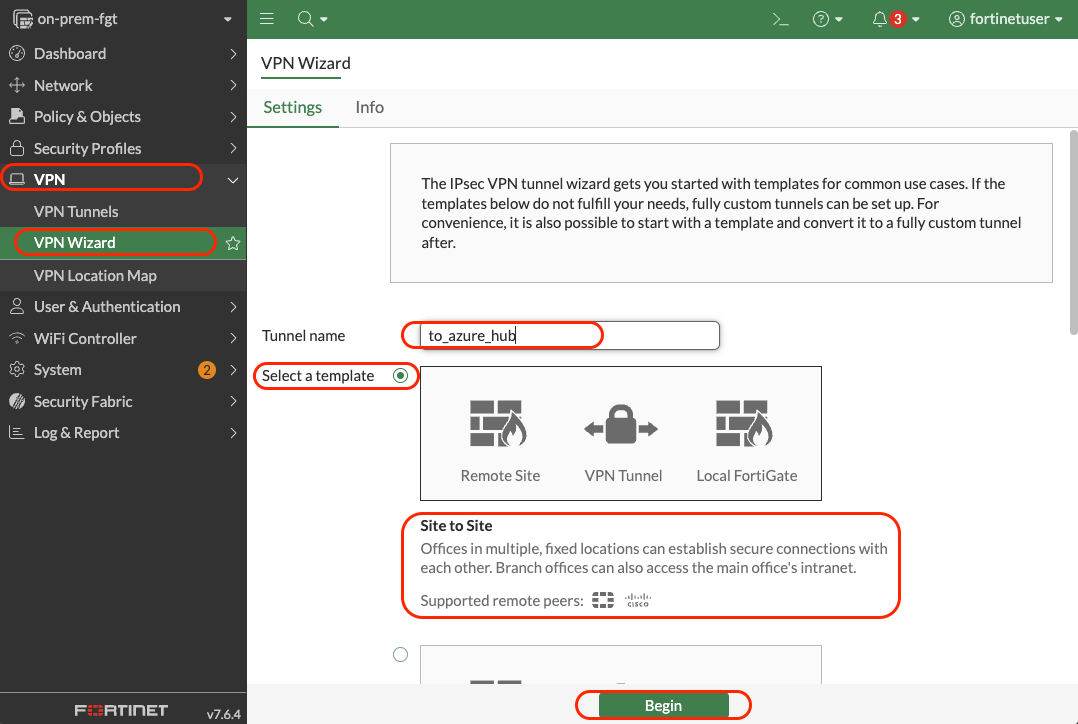 on-prem-fgt
3
fortinetuser
Dashboard
Network
Policy & Objects
Security Profiles
VPN
VPN Tunnels
VPN Wizard
VPN Location Map
User & Authentication
WiFi Controller
System
2
Security Fabric
Log & Report
FORTINET
v7.6.4
VPN Wizard
Settings
Info
The IPsec VPN tunnel wizard gets you started with templates for common use cases. If the
templates below do not fulfill your needs, fully custom tunnels can be set up. For
convenience, it is also possible to start with a template and convert it to a fully custom tunnel
after.
Tunnel name
to_azure_hub
Select a template
Remote Site
VPN Tunnel
Local FortiGate
Site to Site
Offices in multiple, fixed locations can establish secure connections with
each other. Branch offices can also access the main office's intranet.
Supported remote peers:
CISCO
Begin